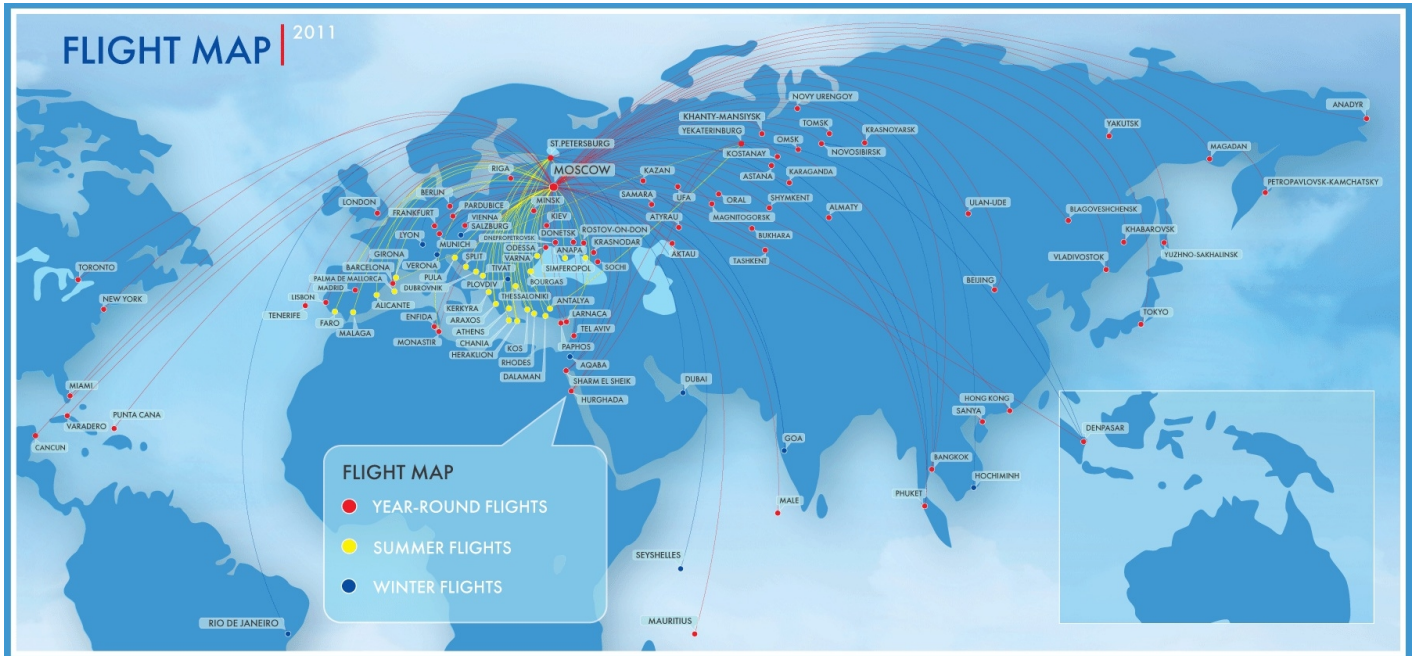 FLIGHT MAP
2011
NOVY URENGOY
ANADYR
KHANTY-MANSIYSK
TOMSK
KRASNOYARSK
YAKUTSK
YEKATERINBURG
OMSK
ST.PETERSBURG
MAGADAN
KOSTANAY
NOVOSIBIRSK
RIGA
MOSCOW
KAZAN
ASTANA
KARAGANDA
PETROPAVLOVSK-KAMCHATSKY
BERLIN
SAMARA
UFA
ORAL
SHYMKENT
LONDON
PARDUBICE
MINSK
ALMATY
ULAN-UDE
BLAGOVESHCHENSK
FRANKFURT
VIENNA
KIEV
ATYRAU
MAGNITOGORSK
SALZBURG
ROSTOV-ON-DON
KHABAROVSK
LYON
DNEPROPETROVSK
DONETSK
BUKHARA
MUNICH
KRASNODAR
YUZHNO-SAKHALINSK
GIRONA
ODESSA
ANAPA
AKTAU
VLADIVOSTOK
VERONA
SPLIT
VARNA
TASHKENT
TORONTO
BARCELONA
TIVAT
SIMFEROPOL
SOCHI
BEIJING
PALMA DE MALLORCA
PULA
MADRID
DUBROVNIK
PLOVDIV
BOURGAS
NEW YORK
LISBON
ALICANTE
THESSALONIKI
ANTALYA
TENERIFE
KERKYRA
LARNACA
TOKYO
FARO
ENFIDA
ARAXOS
TEL AVIV
MALAGA
MONASTIR
ATHENS
CHANIA
KOS
PAPHOS
HERAKLION
RHODES
AQABA
DALAMAN
SHARM EL SHEIK
DUBAI
MIAMI
HURGHADA
HONG KONG
PUNTA CANA
SANYA
VARADERO
DENPASAR
CANCUN
GOA
BANGKOK
FLIGHT MAP
HOCHIMINH
YEAR-ROUND FLIGHTS
MALE
PHUKET
SUMMER FLIGHTS
SEYSHELLES
WINTER FLIGHTS
RIO DE JANEIRO
MAURITIUS